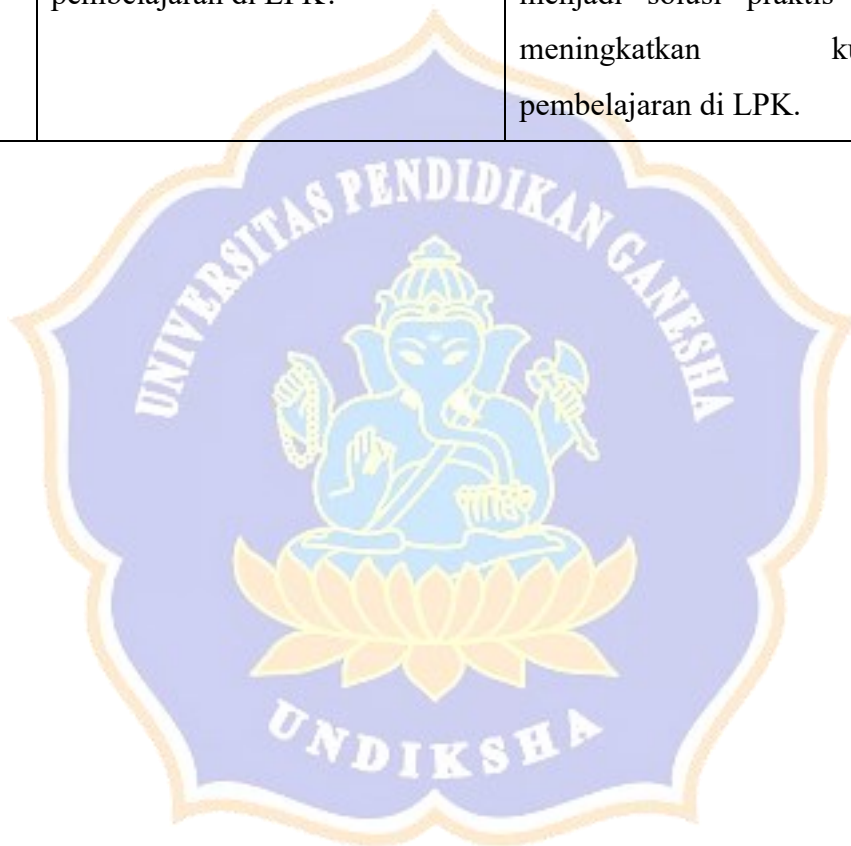 pembelajaran di LPK?
menjadi solusi praktis
meningkatkan
pembelajaran di LPK.
UNIVERSITAS PENDIDIKAN GANESHA
UNDIKSHA